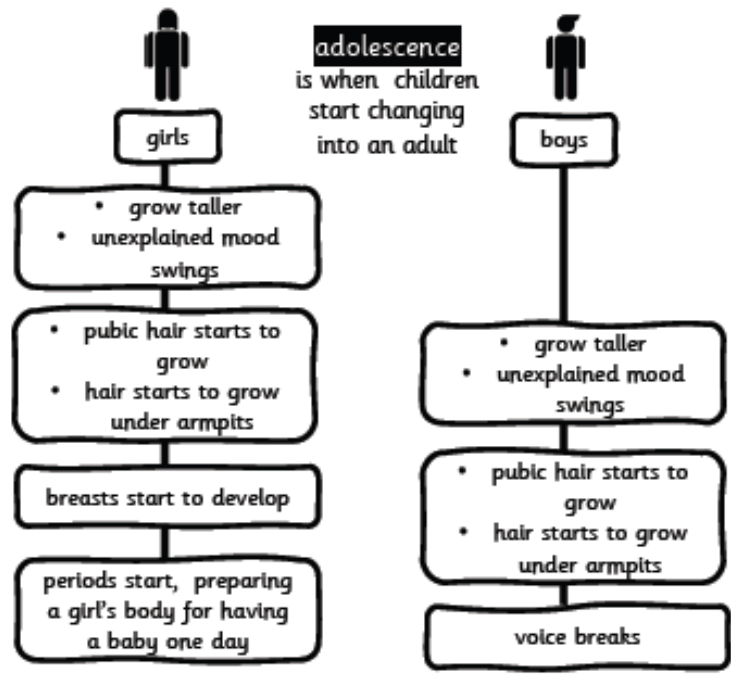 adolescence
is when children
start changing
into an adult
girls
• grow taller
• unexplained mood
swings
• pubic hair starts to
grow
• hair starts to grow
under armpits
breasts start to develop
periods start, preparing
a girl's body for having
a baby one day
boys
• grow taller
• unexplained mood
swings
• pubic hair starts to
grow
• hair starts to grow
under armpits
voice breaks